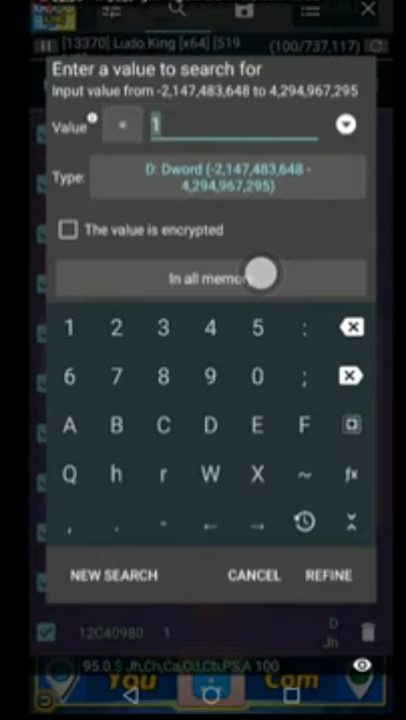 [13370] Ludo King [x64] [519
(100/737,117)
Enter a value to search for
Input value from -2,147,483,648 to 4,294,967,295
Value = 1
Type: D: Dword (-2,147,483,648 -
4,294,967,295)
The value is encrypted
In all memory
1 2 3 4 5 :
6 7 8 9 0 ;
A B C D E F
Q h r W X ~ fx
, . - ← →
NEW SEARCH CANCEL REFINE
12C40980 1 D
Jh
95.0 $ Jh,Ch,Ca,Cd,Cb,PS,A 100
You Com